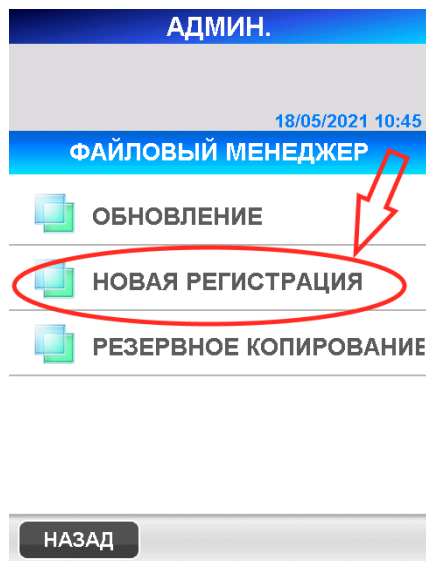 АДМИН.
18/05/2021 10:45
ФАЙЛОВЫЙ МЕНЕДЖЕР
ОБНОВЛЕНИЕ
НОВАЯ РЕГИСТРАЦИЯ
РЕЗЕРВНОЕ КОПИРОВАНИЕ
НАЗАД